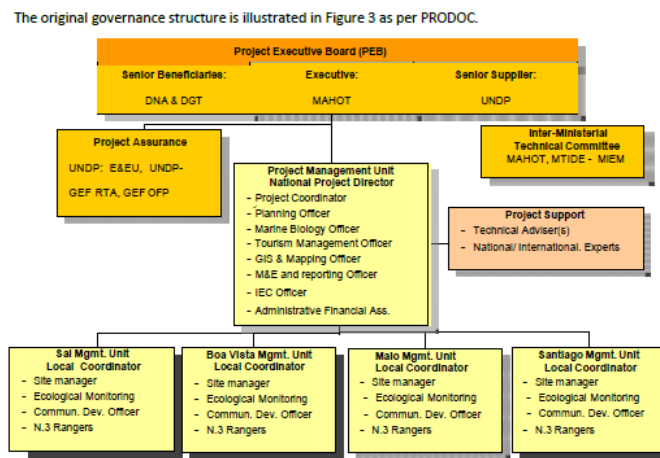 The original governance structure is illustrated in Figure 3 as per PRODOC.
Project Executive Board (PEB)
Senior Beneficiaries:
DNA & DGT
Executive:
MAHOT
Senior Supplier:
UNDP
Project Assurance
UNDP: E&EU, UNDP-
GEF RTA, GEF OFP
Inter-Ministerial
Technical Committee
MAHOT, MTIDE - MIEM
Project Management Unit
National Project Director
- Project Coordinator
- Planning Officer
- Marine Biology Officer
- Tourism Management Officer
- GIS & Mapping Officer
- M&E and reporting Officer
- IEC Officer
- Administrative Financial Ass.
Project Support
- Technical Adviser(s)
- National/ International. Experts
Sal Mgmt. Unit
Local Coordinator
- Site manager
- Ecological Monitoring
- Commun. Dev. Officer
- N.3 Rangers
Boa Vista Mgmt. Unit
Local Coordinator
- Site manager
- Ecological Monitoring
- Commun. Dev. Officer
- N.3 Rangers
Maio Mgmt. Unit
Local Coordinator
- Site manager
- Ecological Monitoring
- Commun. Dev. Officer
- N.3 Rangers
Santiago Mgmt. Unit
Local Coordinator
- Site manager
- Ecological Monitoring
- Commun. Dev. Officer
- N.3 Rangers